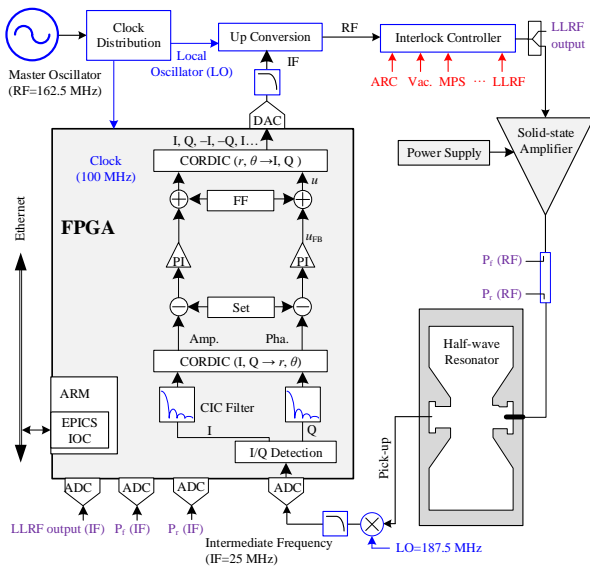 Master Oscillator
(RF=162.5 MHz)
Clock
Distribution
Local
Oscillator (LO)
Up Conversion
RF
IF
Interlock Controller
LLRF
output
ARC
Vac.
MPS
···
LLRF
DAC
I, Q, –I, –Q, I…
Clock
(100 MHz)
CORDIC (r, θ→I, Q )
u
FF
FPGA
uFB
PI
PI
Set
Amp.
Pha.
CORDIC (I, Q → r, θ)
CIC Filter
I
Q
I/Q Detection
ARM
EPICS
IOC
Ethernet
ADC
ADC
ADC
ADC
LLRF output (IF)
Pf (IF)
Pr (IF)
Intermediate Frequency
(IF=25 MHz)
LO=187.5MHz
Pick-up
Power Supply
Solid-state
Amplifier
Pf (RF)
Pr (RF)
Half-wave
Resonator